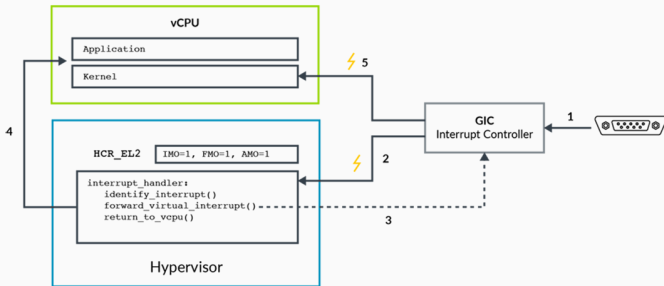 vCPU
Application
Kernel
5
4
GIC
Interrupt Controller
1
2
HCR_EL2
IMO=1, FMO=1, AMO=1
interrupt_handler:
identify_interrupt()
forward_virtual_interrupt()
return_to_vcpu()
3
Hypervisor